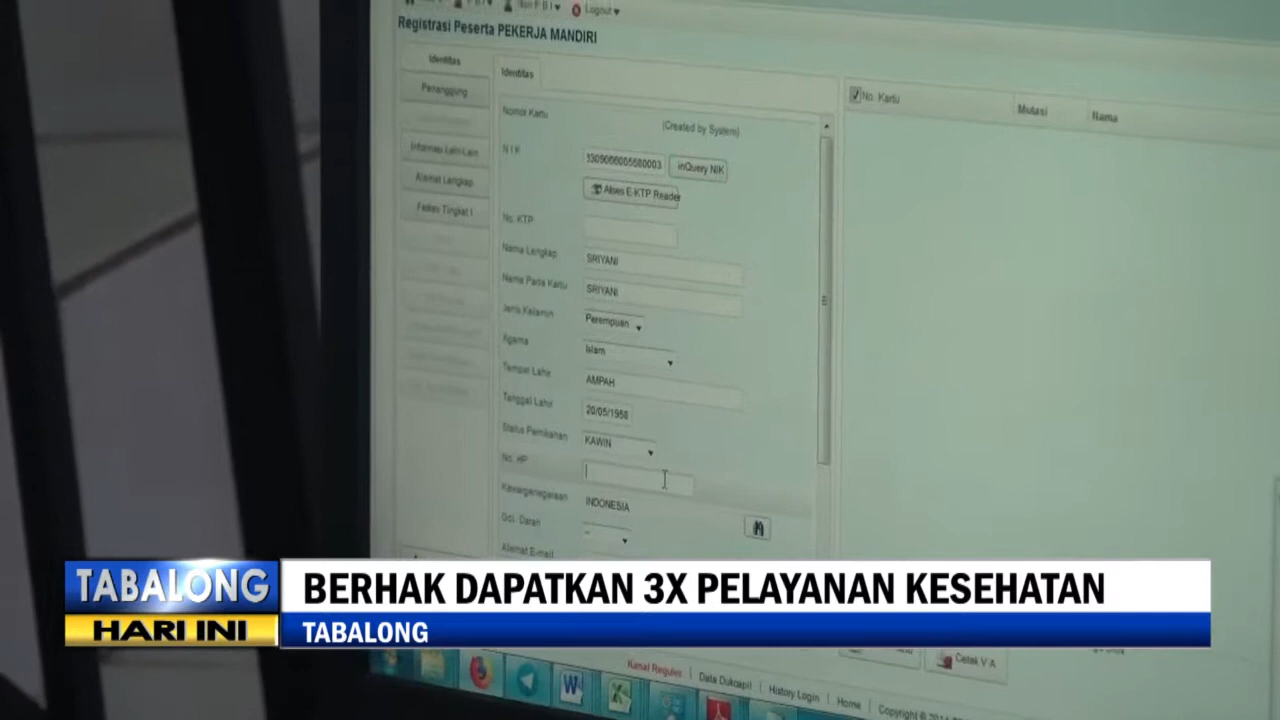 Logout
Registrasi Peserta PEKERJA MANDIRI
Identitas
Penanggung
Informasi Lain-Lain
Alamat Lengkap
Faskes Tingkat I
Identitas
Nomor Kartu
(Created by System)
NIK
inQuery NIK
Akses E-KTP Reader
No. KTP
Nama Lengkap
SRIYANI
Nama Pada Kartu
SRIYANI
Jenis Kelamin
Perempuan
Agama
Islam
Tempat Lahir
AMPAH
Tanggal Lahir
20/05/1958
Status Pernikahan
KAWIN
No. HP
Kewarganegaraan
INDONESIA
Gol. Darah
Alamat E-mail
No. Kartu
Mutasi
Nama
TABALONG
HARI INI
BERHAK DAPATKAN 3X PELAYANAN KESEHATAN
TABALONG
Cetak V A
Kanal Reguler | Data Dukcapil | History Login | Home | Copyright ©